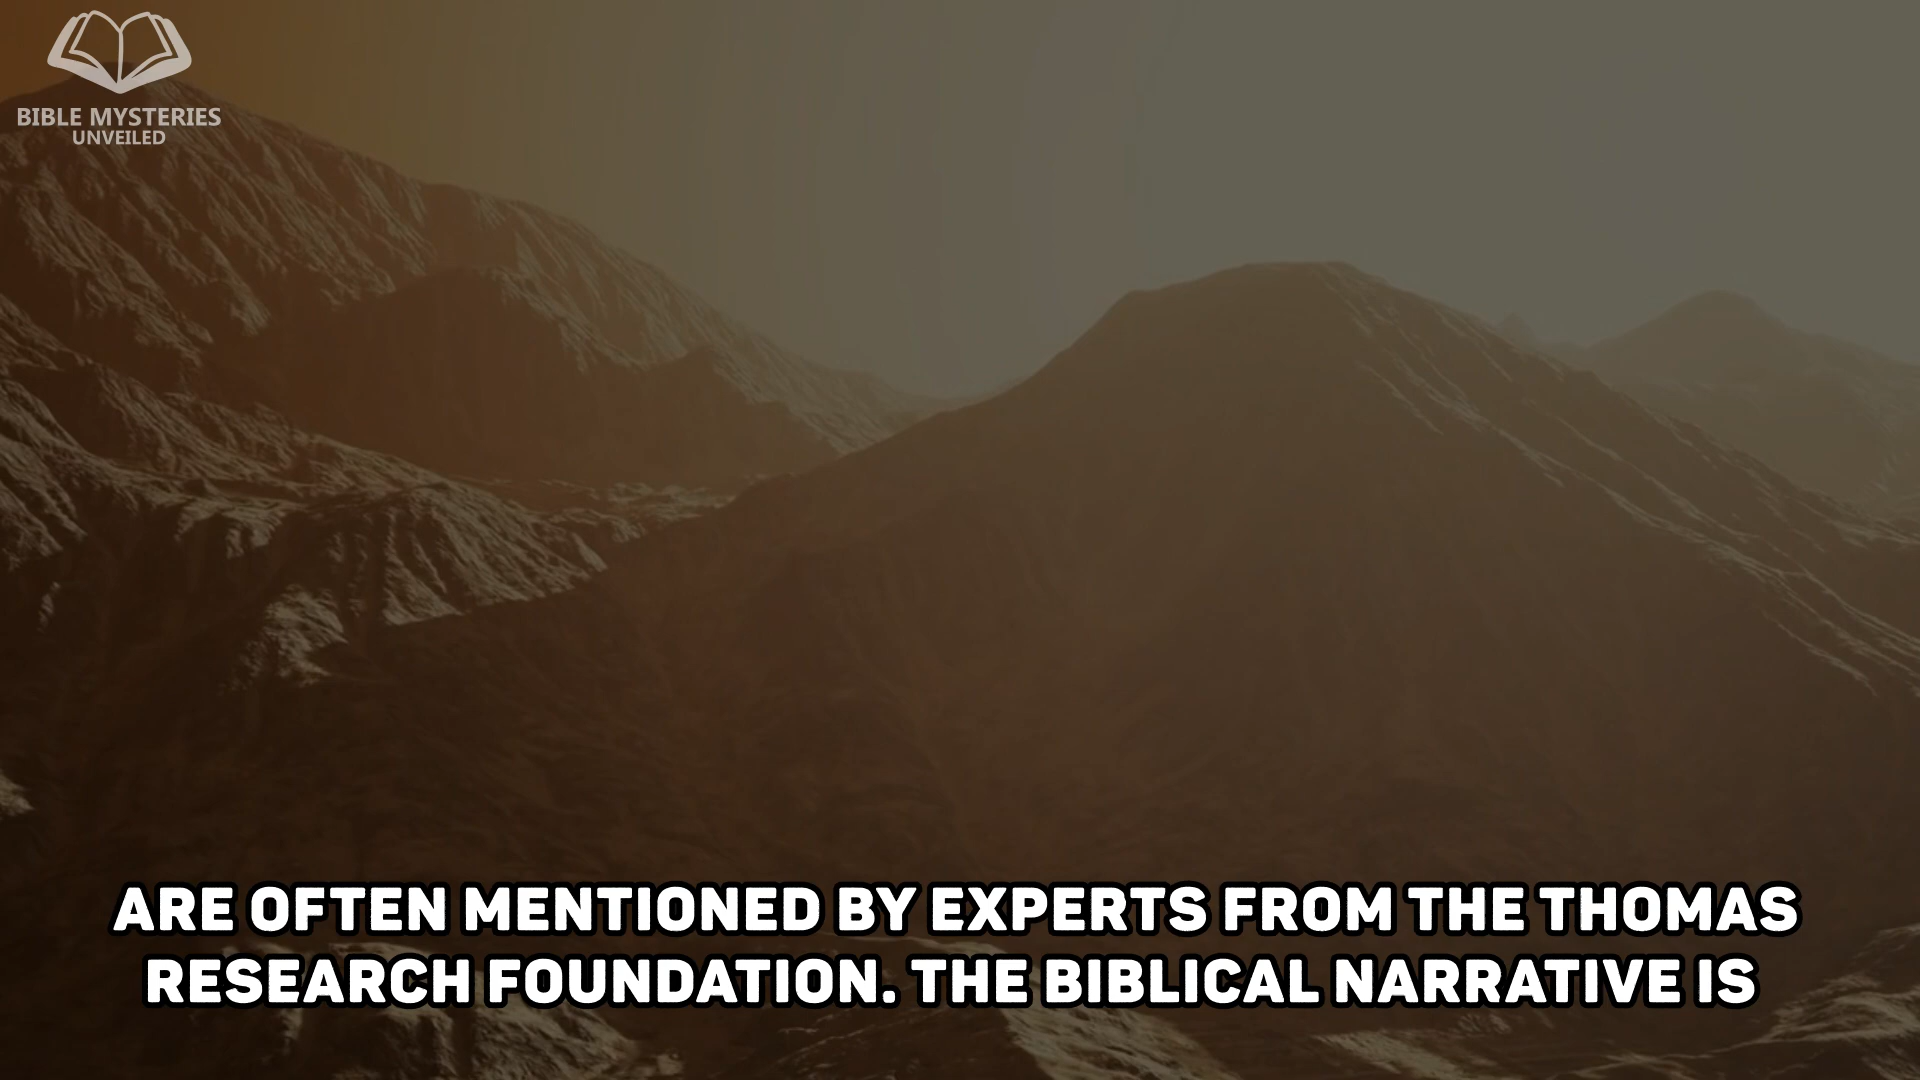 BIBLE MYSTERIES
UNVEILED
ARE OFTEN MENTIONED BY EXPERTS FROM THE THOMAS
RESEARCH FOUNDATION. THE BIBLICAL NARRATIVE IS